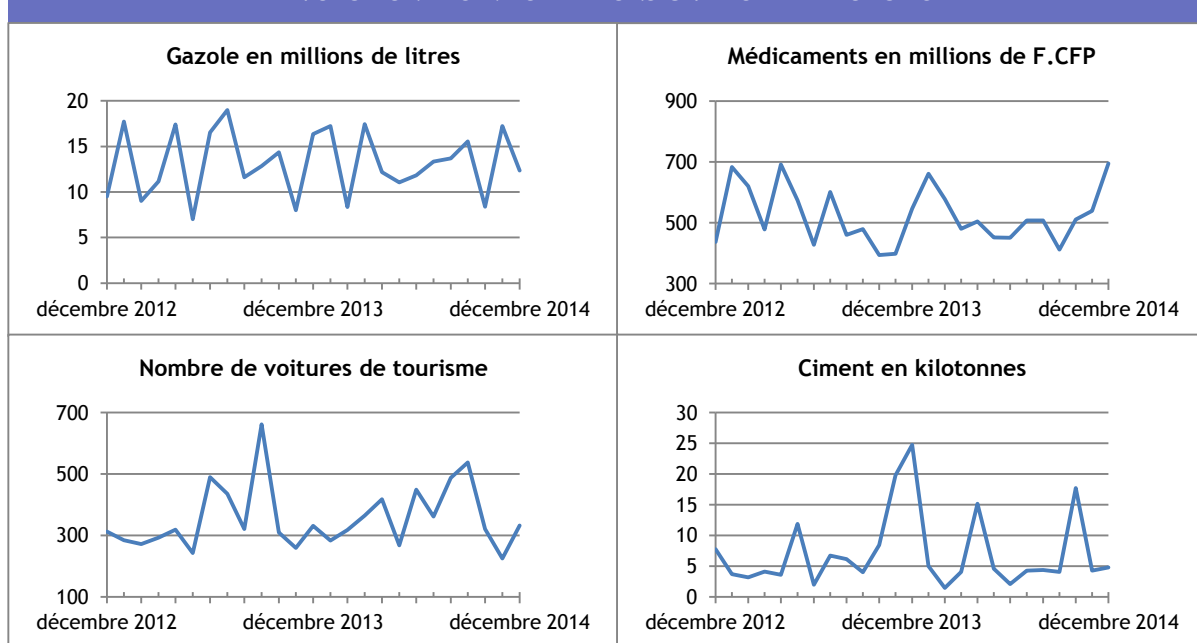 Gazole en millions de litres
20
15
10
5
0
décembre 2012 décembre 2013 décembre 2014
Médicaments en millions de F.CFP
900
700
500
300
décembre 2012 décembre 2013 décembre 2014
Nombre de voitures de tourisme
700
500
300
100
décembre 2012 décembre 2013 décembre 2014
Ciment en kilotonnes
30
25
20
15
10
5
0
décembre 2012 décembre 2013 décembre 2014